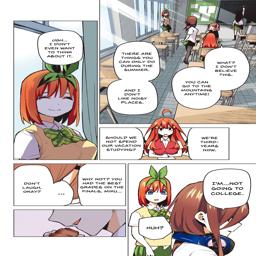 UGH...
I DON'T
EVEN WANT
TO THINK
ABOUT IT.
THERE ARE
THINGS YOU
CAN ONLY DO
DURING THE
SUMMER.
AND I
DON'T LIKE
NOISY
PLACES.
WHAT?
I DON'T
BELIEVE
THIS.
YOU CAN
GO TO THE
MOUNTAINS
ANYTIME!
SHOULD WE
NOT SPEND
OUR VACATION
STUDYING?
WE'RE
THIRD-
YEARS
NOW.
DON'T
LAUGH,
OKAY?
...
WHY NOT? YOU
HAD THE BEST
GRADES ON THE
FINALS, MIKU...
HUH?
I'M...NOT
GOING TO
COLLEGE.